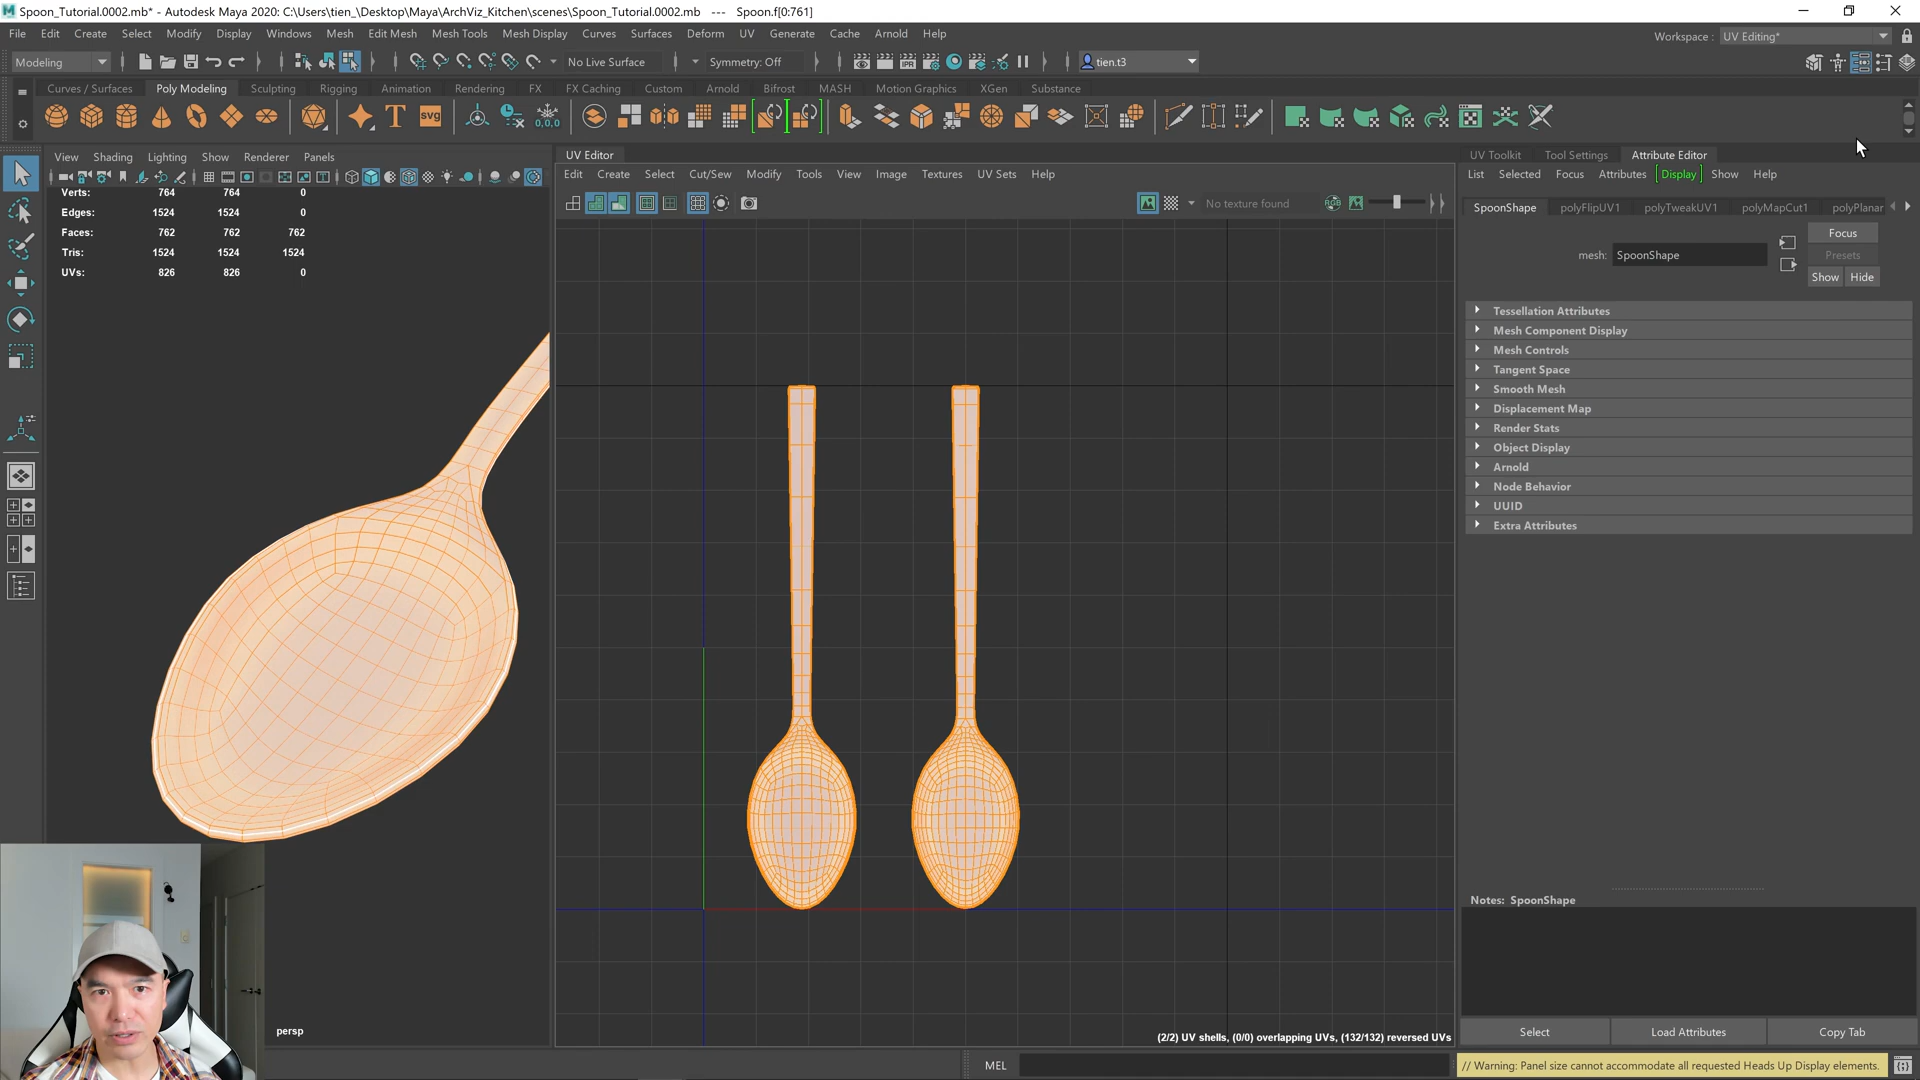 Spoon_Tutorial.0002.mb* - Autodesk Maya 2020: C:\Users\tien_\Desktop\Maya\ArchViz_Kitchen\scenes\Spoon_Tutorial.0002.mb --- Spoon.f[0:761]
File Edit Create Select Modify Display Windows Mesh Edit Mesh Mesh Tools Mesh Display Curves Surfaces Deform UV Generate Cache Arnold Help
Workspace : UV Editing*
Modeling No Live Surface Symmetry: Off tien.t3
Curves / Surfaces Poly Modeling Sculpting Rigging Animation Rendering FX FX Caching Custom Arnold Bifrost MASH Motion Graphics XGen Substance
T svg 0,0,0 IPR
View Shading Lighting Show Renderer Panels
Verts: 764 764 0
Edges: 1524 1524 0
Faces: 762 762 762
Tris: 1524 1524 1524
UVs: 826 826 0
persp
UV Editor
Edit Create Select Cut/Sew Modify Tools View Image Textures UV Sets Help
No texture found RGB
(2/2) UV shells, (0/0) overlapping UVs, (132/132) reversed UVs
UV Toolkit Tool Settings Attribute Editor
List Selected Focus Attributes Display Show Help
SpoonShape polyFlipUV1 polyTweakUV1 polyMapCut1 polyPlanar
Focus
mesh: SpoonShape
Presets
Show Hide
Tessellation Attributes
Mesh Component Display
Mesh Controls
Tangent Space
Smooth Mesh
Displacement Map
Render Stats
Object Display
Arnold
Node Behavior
UUID
Extra Attributes
Notes: SpoonShape
Select Load Attributes Copy Tab
MEL
// Warning: Panel size cannot accommodate all requested Heads Up Display elements.